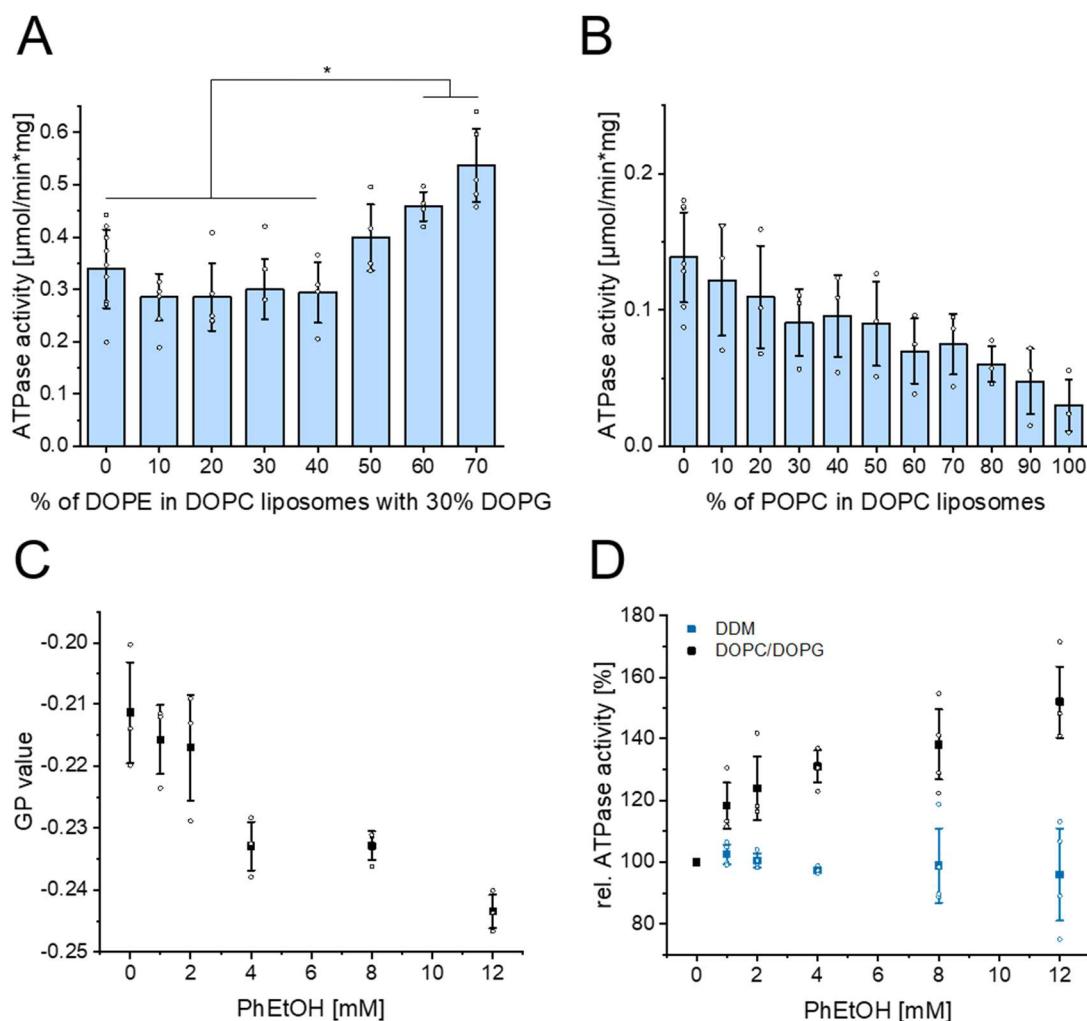 A
*
ATPase activity [µmol/min*mg]
0.6
0.5
0.4
0.3
0.2
0.1
0.0
0 10 20 30 40 50 60 70
% of DOPE in DOPC liposomes with 30% DOPG
B
ATPase activity [µmol/min*mg]
0.2
0.1
0.0
0 10 20 30 40 50 60 70 80 90 100
% of POPC in DOPC liposomes
C
GP value
-0.20
-0.21
-0.22
-0.23
-0.24
-0.25
0 2 4 6 8 10 12
PhEtOH [mM]
D
rel. ATPase activity [%]
180
160
140
120
100
80
DDM
DOPC/DOPG
0 2 4 6 8 10 12
PhEtOH [mM]